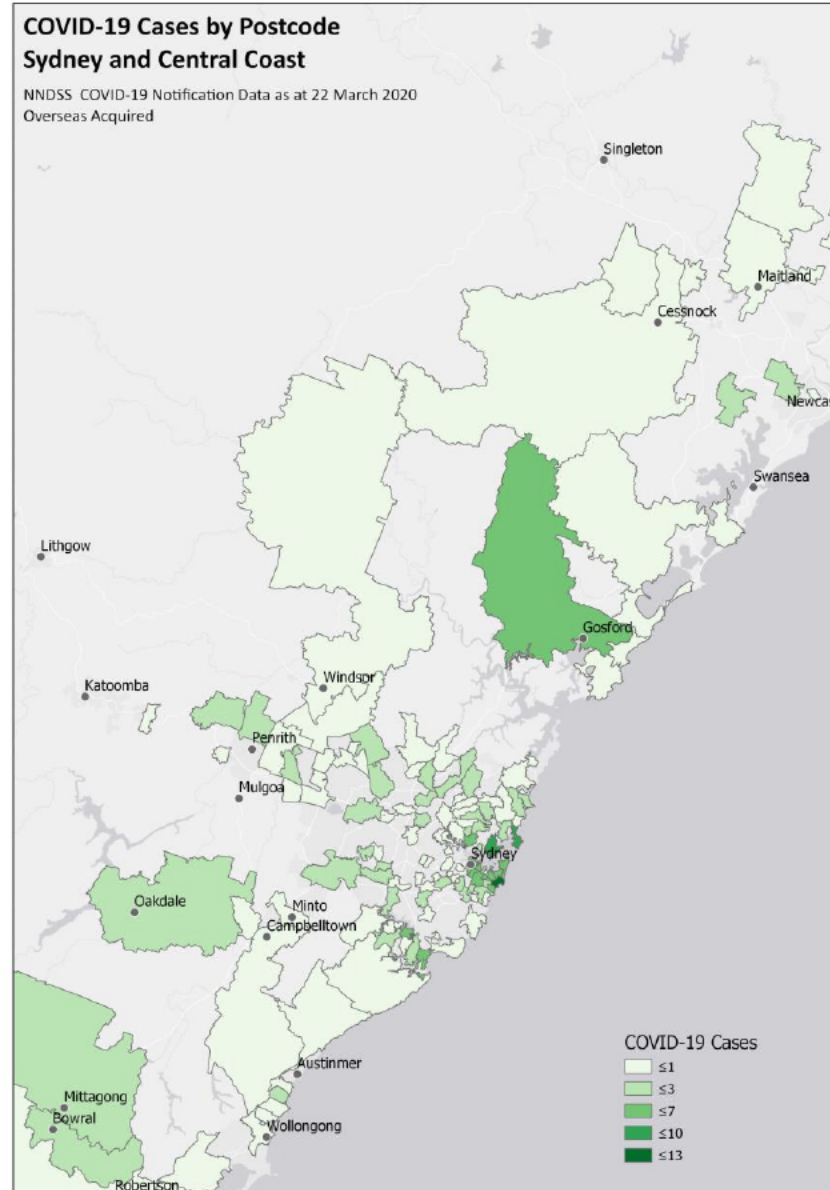 COVID-19 Cases by Postcode
Sydney and Central Coast
NNDSS COVID-19 Notification Data as at 22 March 2020
Overseas Acquired
Singleton
Maitland
Cessnock
Newcas
Swansea
Lithgow
Gosford
Katoomba
Windsor
Penrith
Mulgoa
Sydney
Oakdale
Minto
Campbelltown
COVID-19 Cases
≤1
≤3
≤7
≤10
≤13
Austinmer
Mittagong
Bowral
Wollongong
Robertson